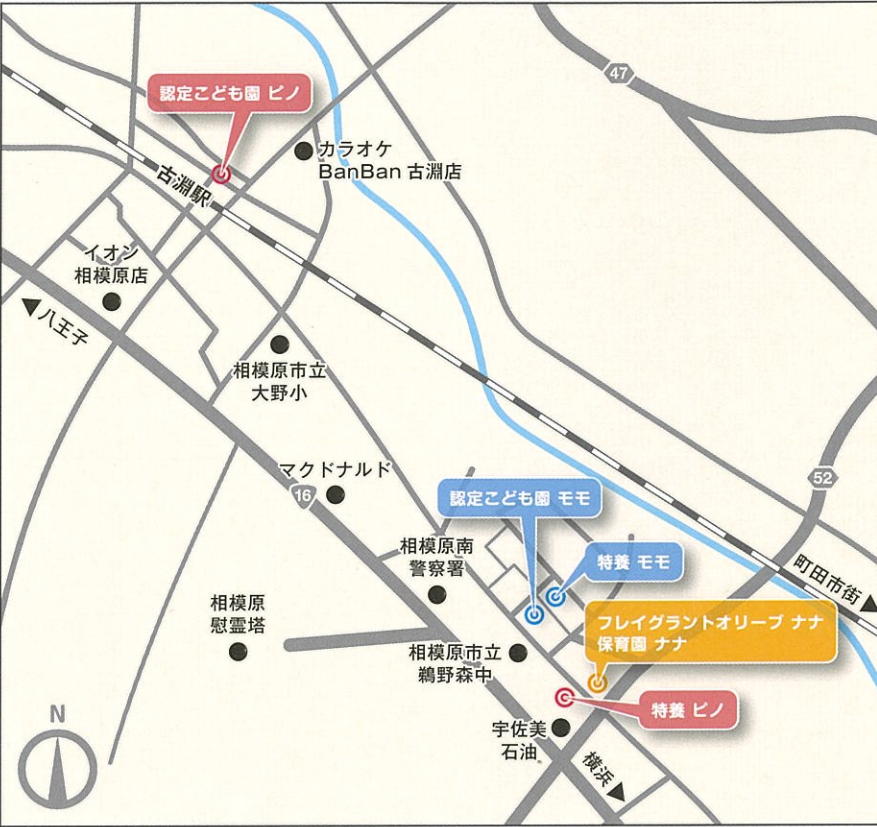 47
認定こども園 ピノ
カラオケ
BanBan 古淵店
古淵駅
イオン
相模原店
八王子
相模原市立
大野小
マクドナルド
16
52
認定こども園 モモ
相模原南
警察署
特養 モモ
町田市街
相模原
慰霊塔
フレイグラントオリーブ ナナ
保育園 ナナ
相模原市立
鵜野森中
特養 ピノ
宇佐美
石油
横浜
N